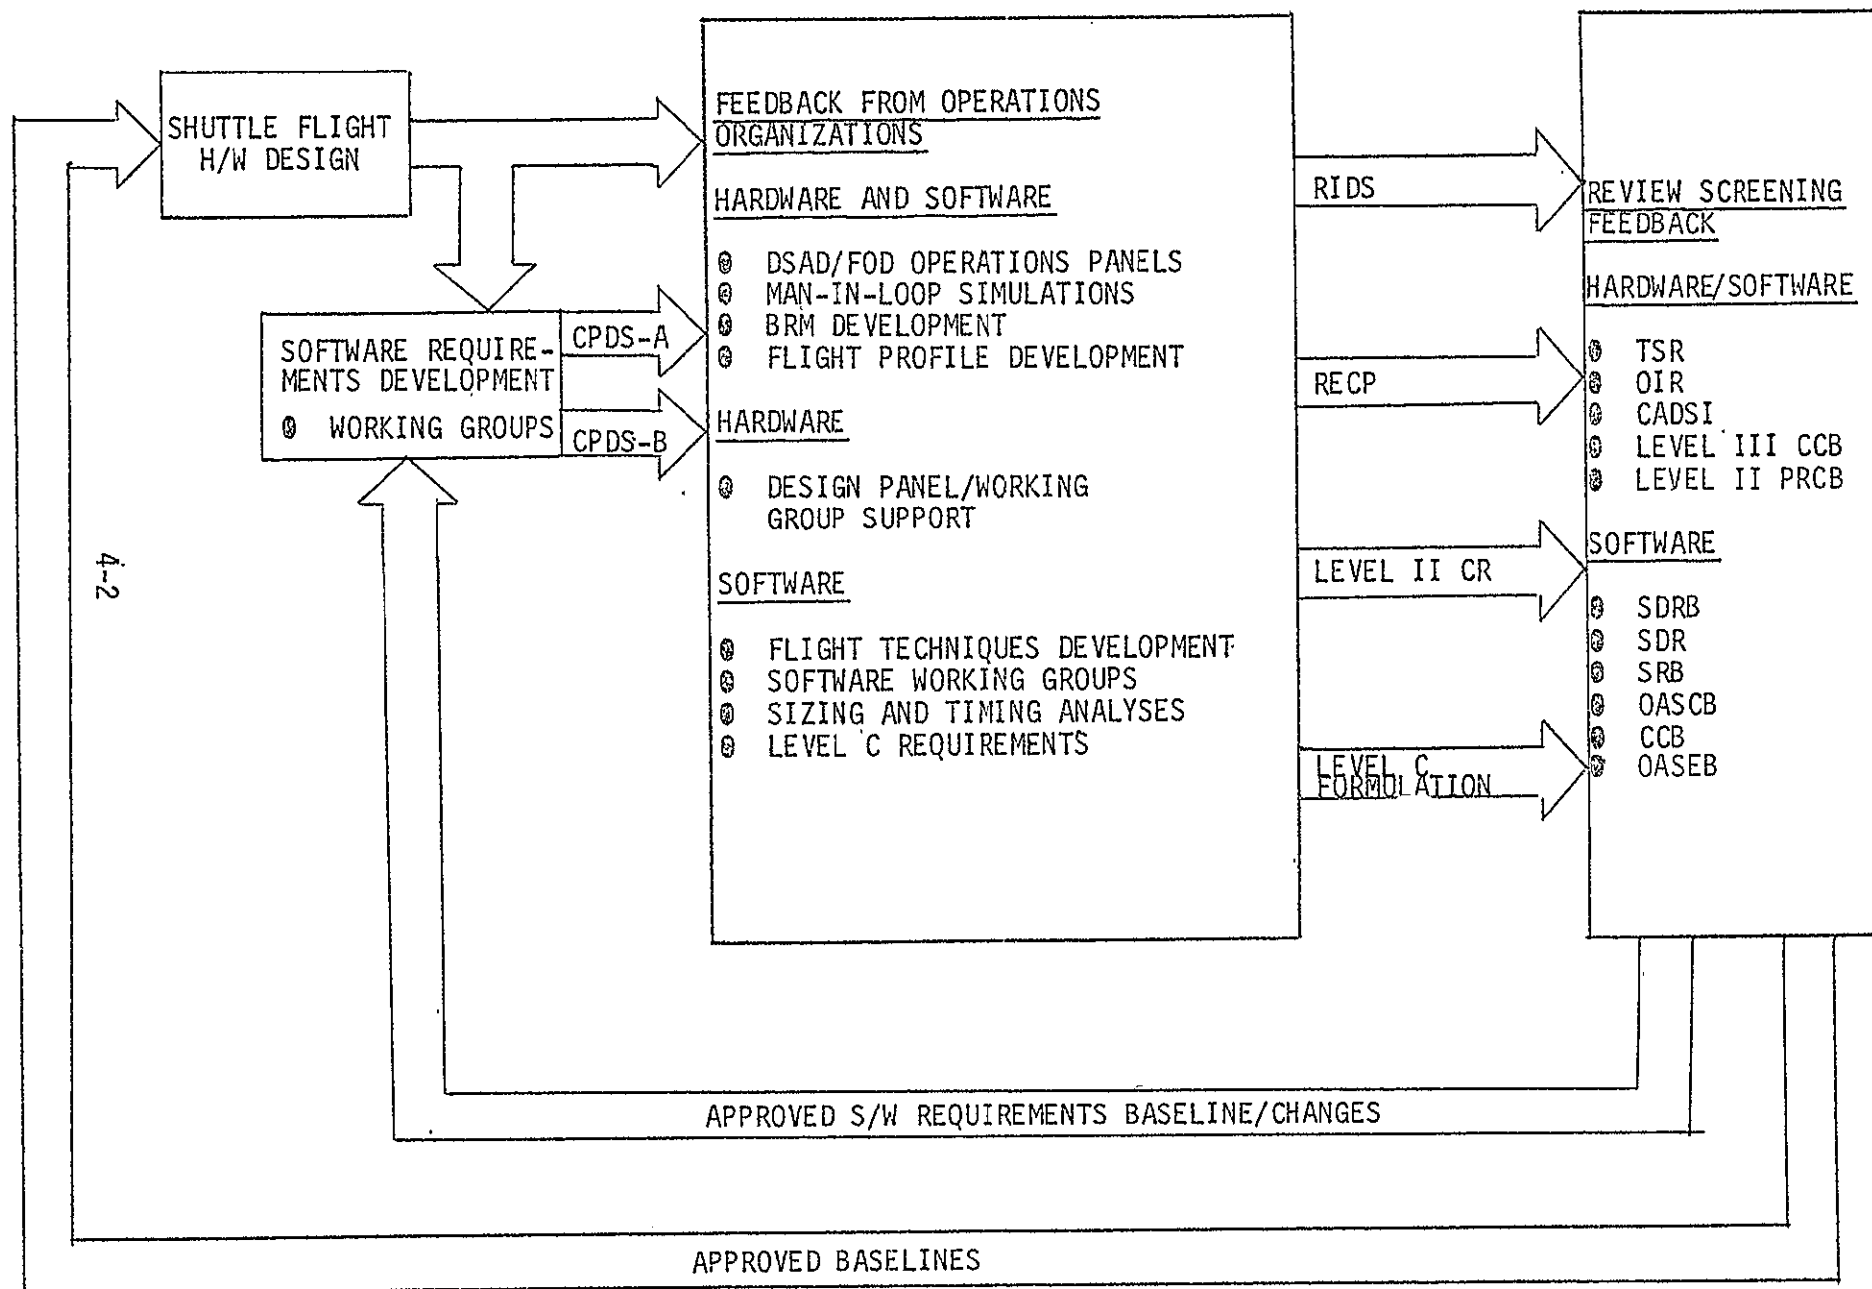 SHUTTLE FLIGHT
H/W DESIGN
SOFTWARE REQUIRE-
MENTS DEVELOPMENT
WORKING GROUPS
CPDS-A
CPDS-B
FEEDBACK FROM OPERATIONS
ORGANIZATIONS
HARDWARE AND SOFTWARE
DSAD/FOD OPERATIONS PANELS
MAN-IN-LOOP SIMULATIONS
BRM DEVELOPMENT
FLIGHT PROFILE DEVELOPMENT
HARDWARE
DESIGN PANEL/WORKING
GROUP SUPPORT
SOFTWARE
FLIGHT TECHNIQUES DEVELOPMENT
SOFTWARE WORKING GROUPS
SIZING AND TIMING ANALYSES
LEVEL C REQUIREMENTS
RIDS
RECP
LEVEL II CR
LEVEL C
FORMULATION
REVIEW SCREENING
FEEDBACK
HARDWARE/SOFTWARE
TSR
OIR
CADSI
LEVEL III CCB
LEVEL II PRCB
SOFTWARE
SDRB
SDR
SRB
OASCB
CCB
OASEB
4-2
APPROVED S/W REQUIREMENTS BASELINE/CHANGES
APPROVED BASELINES